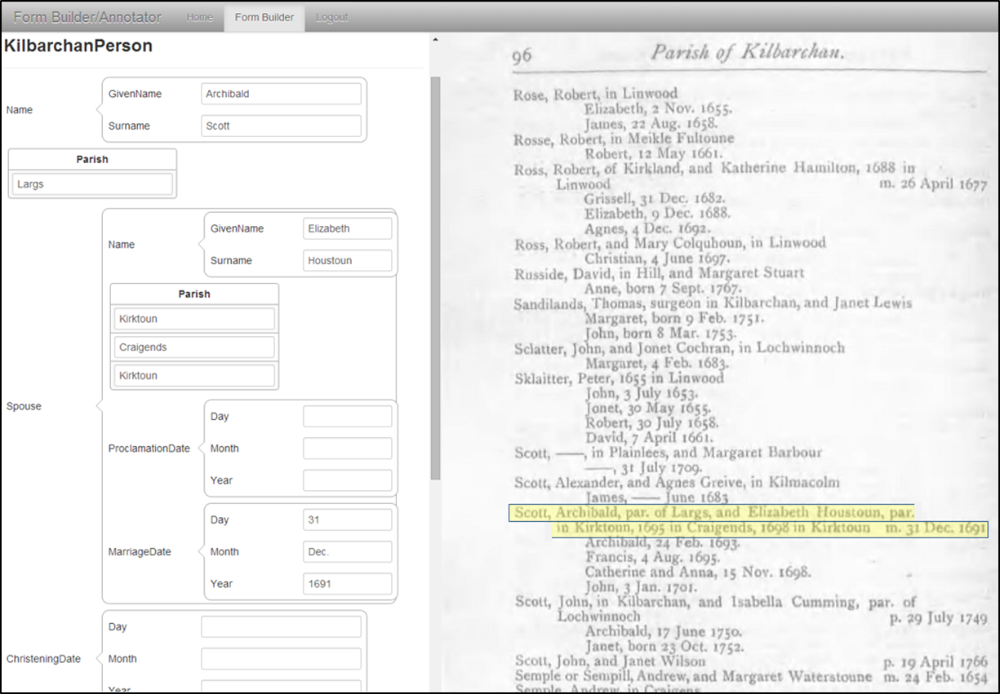 Form Builder/Annotator Home Form Builder Logout
KilbarchanPerson
Name
GivenName Archibald
Surname Scott
Parish
Largs
Spouse
Name
GivenName Elizabeth
Surname Houstoun
Parish
Kirktoun
Craigends
Kirktoun
ProclamationDate
Day
Month
Year
MarriageDate
Day 31
Month Dec.
Year 1691
ChristeningDate
Day
Month
Year
96 Parish of Kilbarchan.
Rose, Robert, in Linwood
Elizabeth, 2 Nov. 1655.
James, 22 Aug. 1658.
Rosse, Robert, in Meikle Fultoune
Robert, 12 May 1661.
Ross, Robert, of Kirkland, and Katherine Hamilton, 1688 in
Linwood m. 26 April 1677
Grissell, 31 Dec. 1682.
Elizabeth, 9 Dec. 1688.
Agnes, 4 Dec. 1692.
Ross, Robert, and Mary Colquhoun, in Linwood
Christian, 4 June 1697.
Russide, David, in Hill, and Margaret Stuart
Anne, born 7 Sept. 1767.
Sandilands, Thomas, surgeon in Kilbarchan, and Janet Lewis
Margaret, born 9 Feb. 1751.
John, born 8 Mar. 1753.
Sclatter, John, and Jonet Cochran, in Lochwinnoch
Margaret, 4 Feb. 1683.
Sklaitter, Peter, 1655 in Linwood
John, 3 July 1653.
Jonet, 30 May 1655.
Robert, 30 July 1658.
David, 7 April 1661.
Scott, ——, in Plainlees, and Margaret Barbour
——, 31 July 1709.
Scott, Alexander, and Agnes Greive, in Kilmacolm
James, —— June 1683
Scott, Archibald, par. of Largs, and Elizabeth Houstoun, par.
in Kirktoun, 1695 in Craigends, 1698 in Kirktoun m. 31 Dec. 1691
Archibald, 24 Feb. 1693.
Francis, 4 Aug. 1695.
Catherine and Anna, 15 Nov. 1698.
John, 3 Jan. 1701.
Scott, John, in Kilbarchan, and Isabella Cumming, par. of
Lochwinnoch p. 29 July 1749
Archibald, 17 June 1750.
Janet, born 23 Oct. 1752.
Scott, John, and Janet Wilson p. 19 April 1766
Semple or Sempill, Andrew, and Margaret Waterstoune m. 24 Feb. 1654
Semple, Andrew, in Craigens